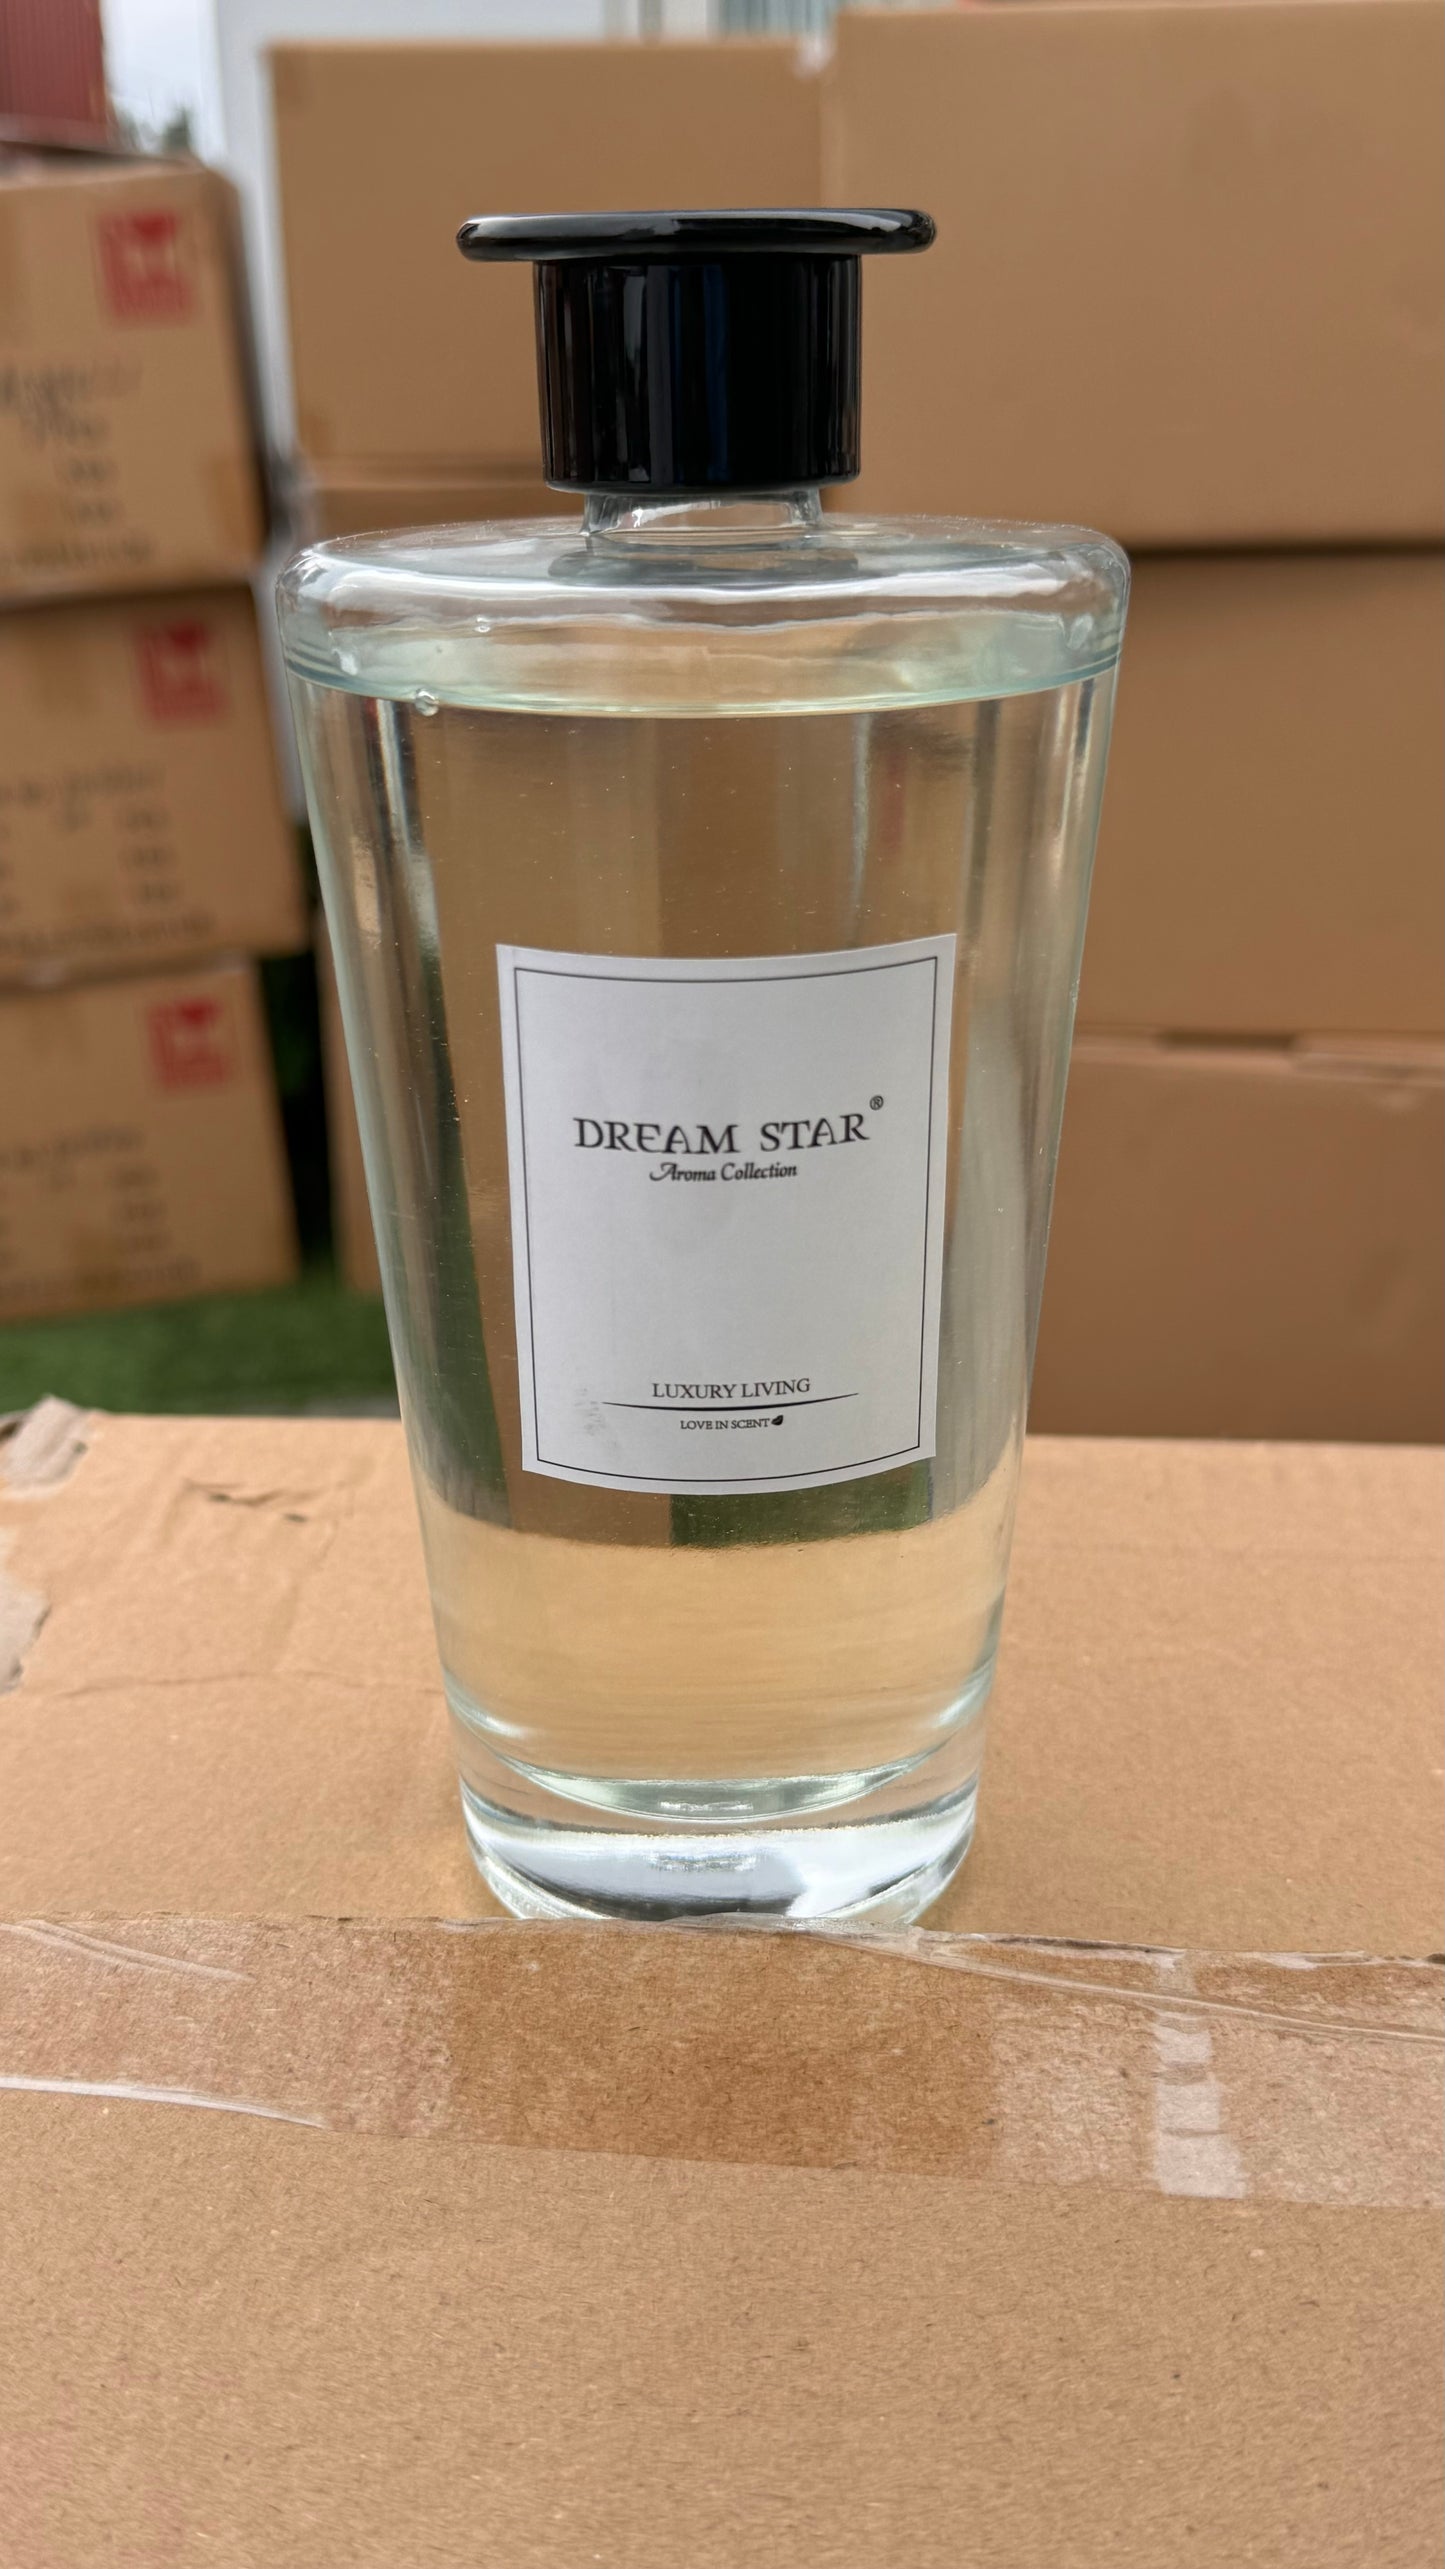 DREAM STAR®
Aroma Collection
LUXURY LIVING
LOVE IN SCENT